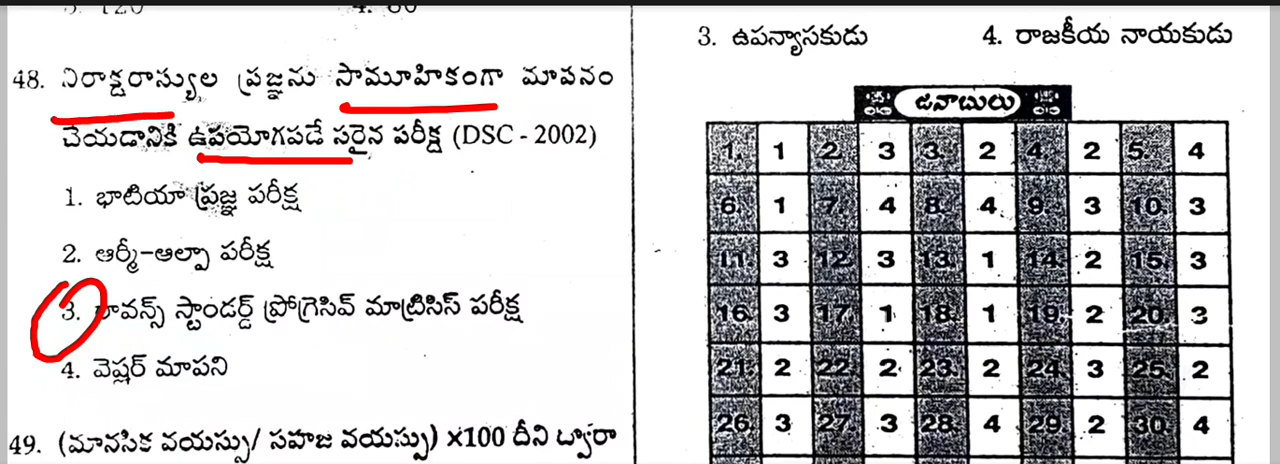 48. నిరాక్షరాస్యుల ప్రజ్ఞను సామూహికంగా మాపనం
చేయడానికి ఉపయోగపడే సరైన పరీక్ష (DSC - 2002)
1. భాటియా ప్రజ్ఞ పరీక్ష
2. ఆర్మీ-ఆల్ఫా పరీక్ష
3. రావన్స్ స్టాండర్డ్ ప్రోగ్రెసివ్ మాట్రిసిస్ పరీక్ష
4. వెష్లర్ మాపని
49. (మానసిక వయస్సు/ సహజ వయస్సు) ×100 దీని ద్వారా
3. ఉపన్యాసకుడు 4. రాజకీయ నాయకుడు
జవాబులు
1. 1 2. 3 3. 2 4. 2 5. 4
6. 1 7. 4 8. 4 9. 3 10. 3
11. 3 12. 3 13. 1 14. 2 15. 3
16. 3 17. 1 18. 1 19. 2 20. 3
21. 2 22. 2 23. 2 24. 3 25. 2
26. 3 27. 3 28. 4 29. 2 30. 4